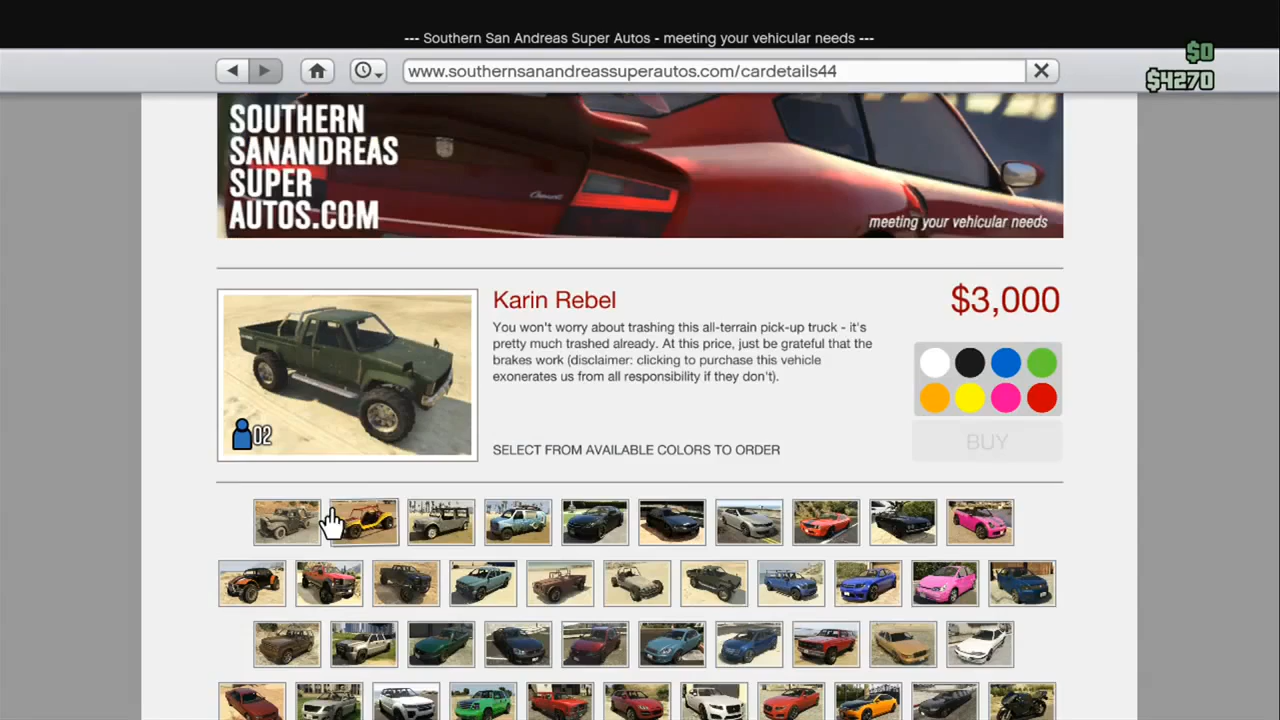 --- Southern San Andreas Super Autos - meeting your vehicular needs ---
$0
www.southernsanandreassuperautos.com/cardetails44
$4270
SOUTHERN
SANANDREAS
SUPER
AUTOS.COM
meeting your vehicular needs
Karin Rebel
$3,000
You won't worry about trashing this all-terrain pick-up truck - it's
pretty much trashed already. At this price, just be grateful that the
brakes work (disclaimer: clicking to purchase this vehicle
exonerates us from all responsibility if they don't).
02
SELECT FROM AVAILABLE COLORS TO ORDER
BUY